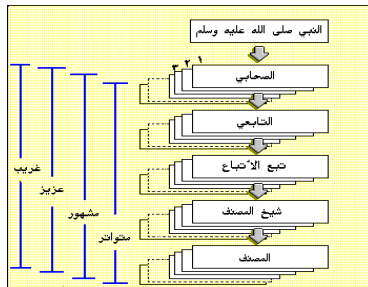 النبي صلى الله عليه وسلم
١ ٢ ٣
الصحابي
التابعي
تبع الأتباع
شيخ المصنف
المصنف
غريب
عزيز
مشهور
متواتر